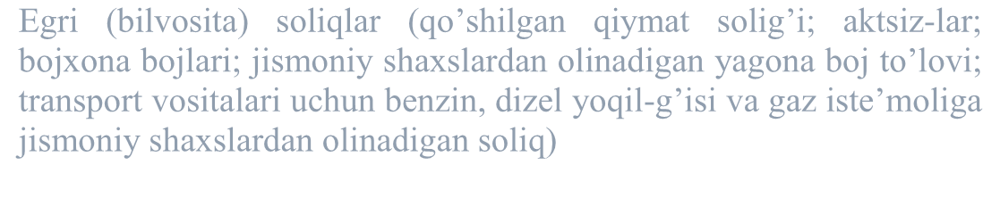 Egri (bilvosita) soliqlar (qo’shilgan qiymat solig’i; aktsiz-lar;
bojxona bojlari; jismoniy shaxslardan olinadigan yagona boj to’lovi;
transport vositalari uchun benzin, dizel yoqil-g’isi va gaz iste’moliga
jismoniy shaxslardan olinadigan soliq)